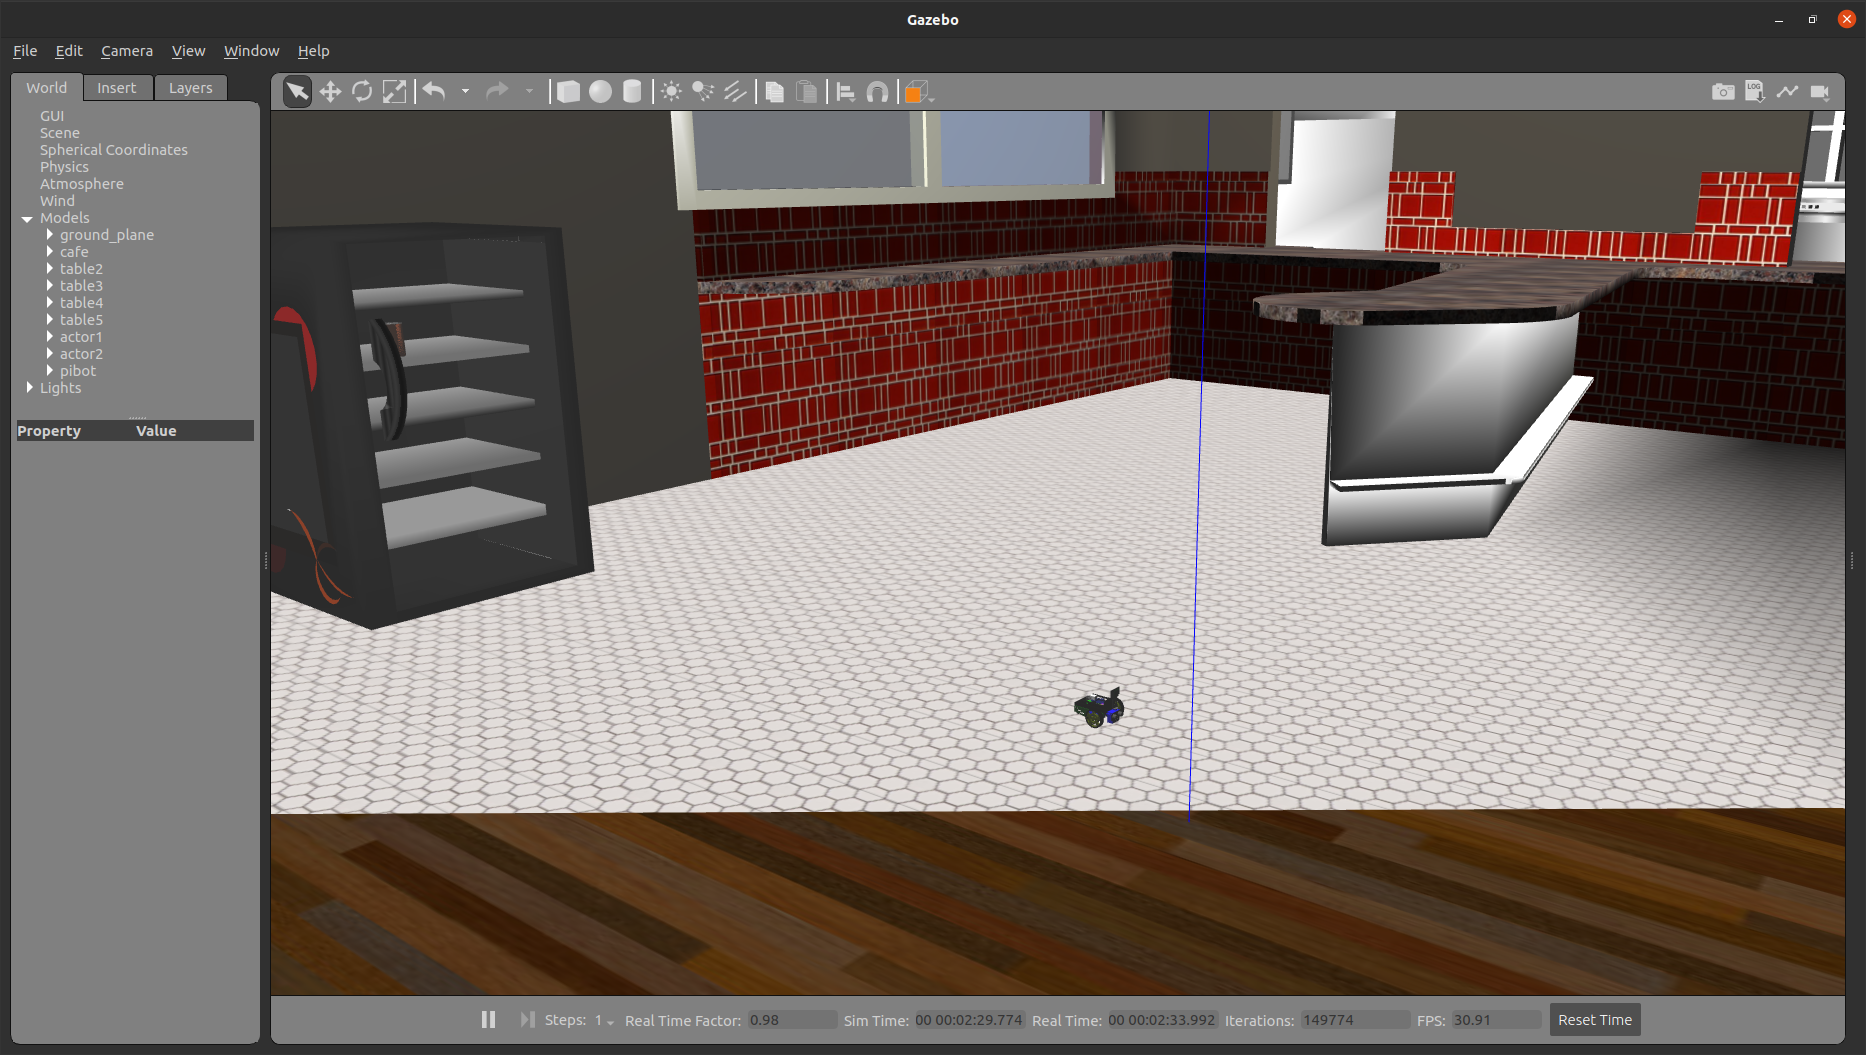 Gazebo
File Edit Camera View Window Help
World Insert Layers
GUI
Scene
Spherical Coordinates
Physics
Atmosphere
Wind
Models
ground_plane
cafe
table2
table3
table4
table5
actor1
actor2
pibot
Lights
Property Value
LOG
Steps: 1 Real Time Factor: 0.98 Sim Time: 00 00:02:29.774 Real Time: 00 00:02:33.992 Iterations: 149774 FPS: 30.91 Reset Time